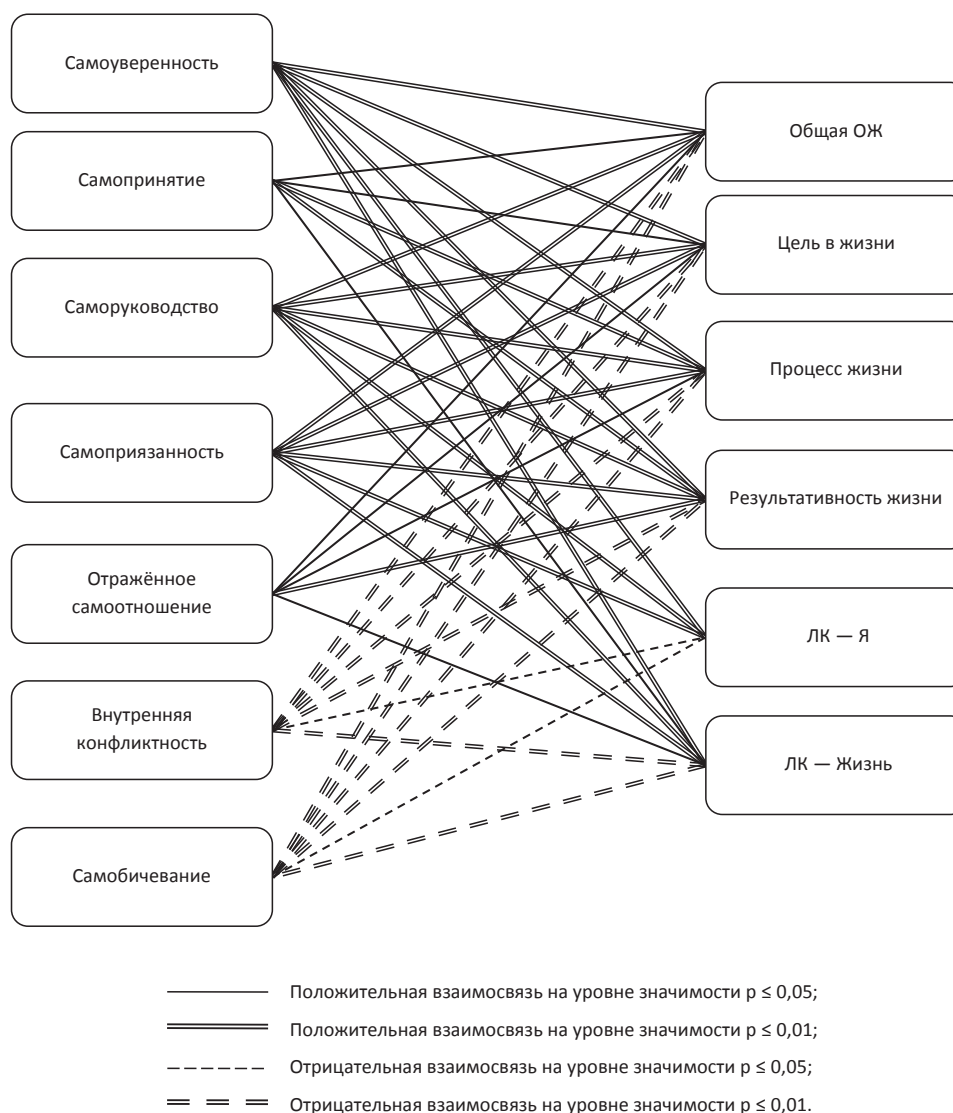 Самоуверенность
Самопринятие
Саморуководство
Самоприязанность
Отражённое
самоотношение
Внутренняя
конфликтность
Самобичевание
Общая ОЖ
Цель в жизни
Процесс жизни
Результативность жизни
ЛК — Я
ЛК — Жизнь
Положительная взаимосвязь на уровне значимости p ≤ 0,05;
Положительная взаимосвязь на уровне значимости p ≤ 0,01;
Отрицательная взаимосвязь на уровне значимости p ≤ 0,05;
Отрицательная взаимосвязь на уровне значимости p ≤ 0,01.